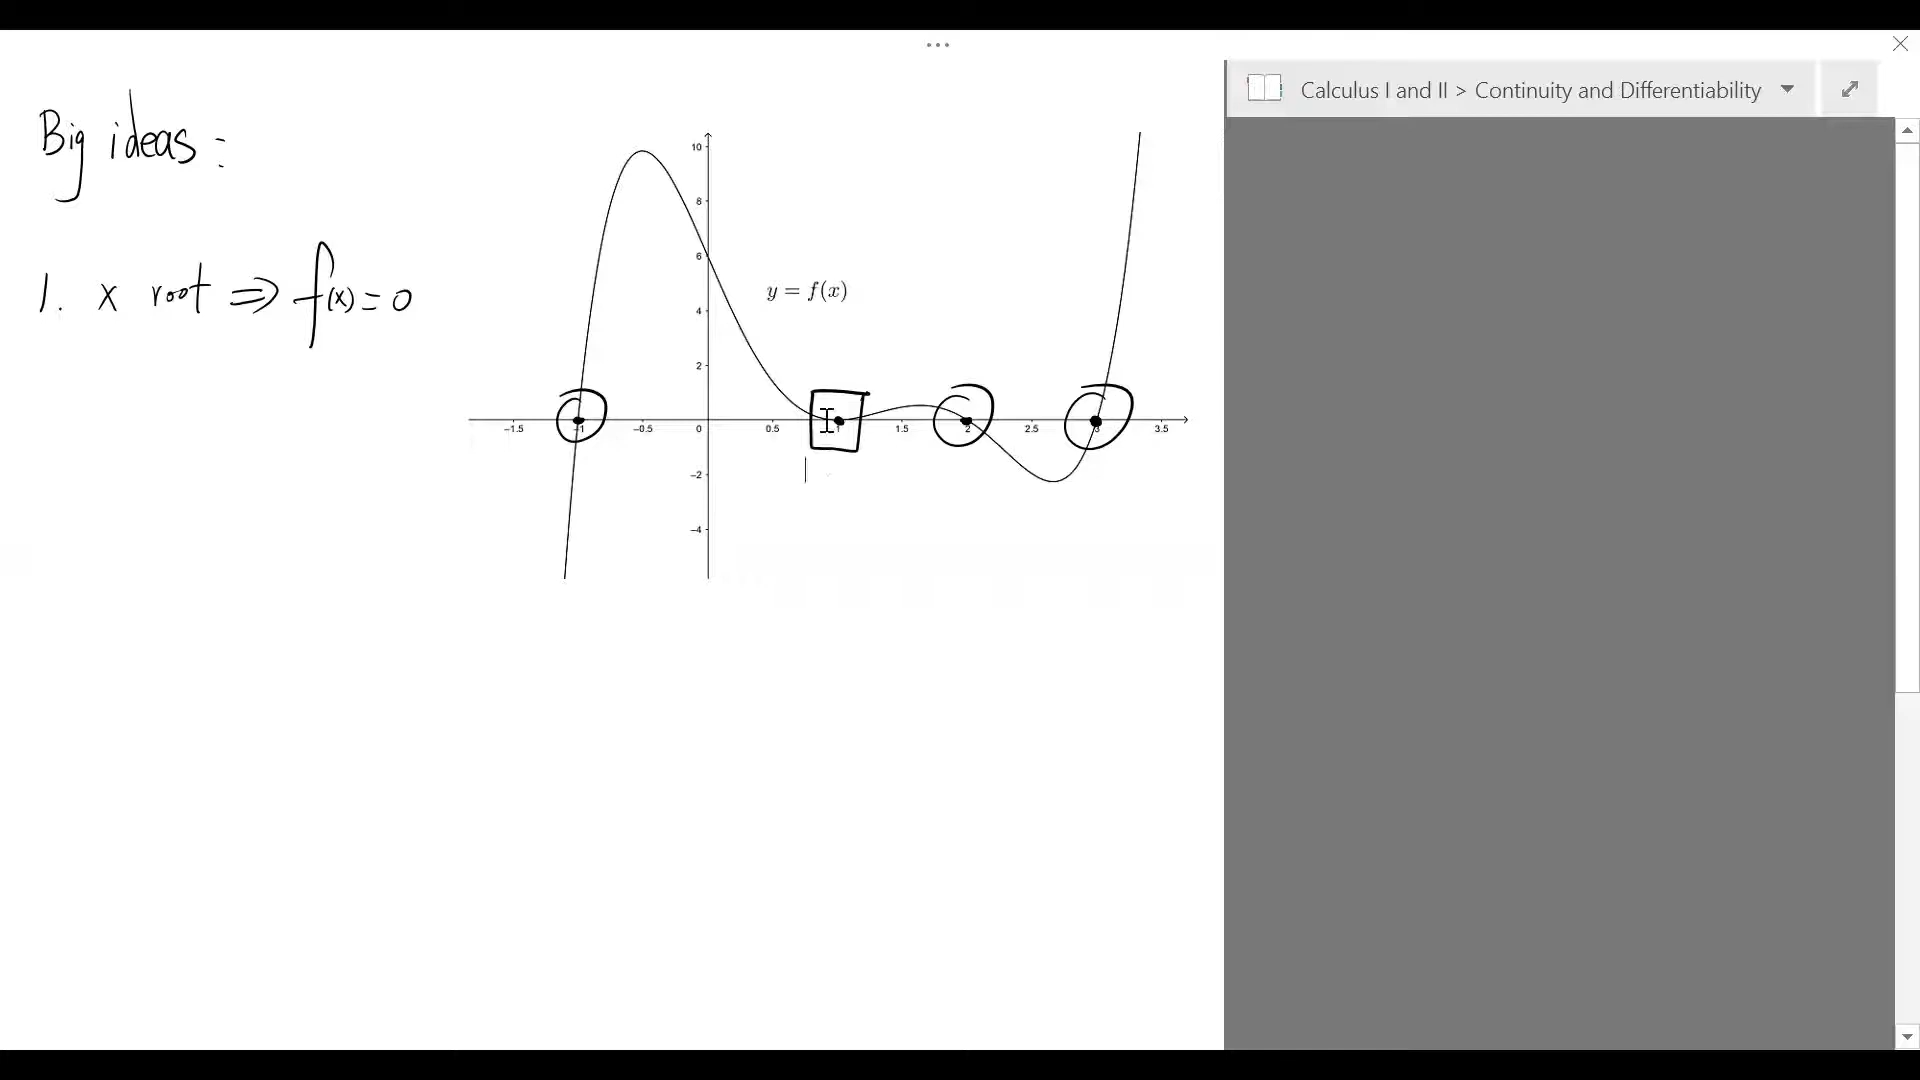 Calculus I and II > Continuity and Differentiability
Big ideas :
1. x root ⇒ f(x) = 0
y = f(x)
10
8
6
4
2
−1.5 −1 −0.5 0 0.5 1 1.5 2 2.5 3 3.5
−2
−4